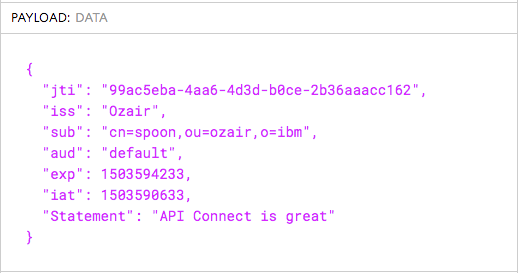 PAYLOAD: DATA
{
"jti": "99ac5eba-4aa6-4d3d-b0ce-2b36aaacc162",
"iss": "Ozair",
"sub": "cn=spoon,ou=ozair,o=ibm",
"aud": "default",
"exp": 1503594233,
"iat": 1503590633,
"Statement": "API Connect is great"
}